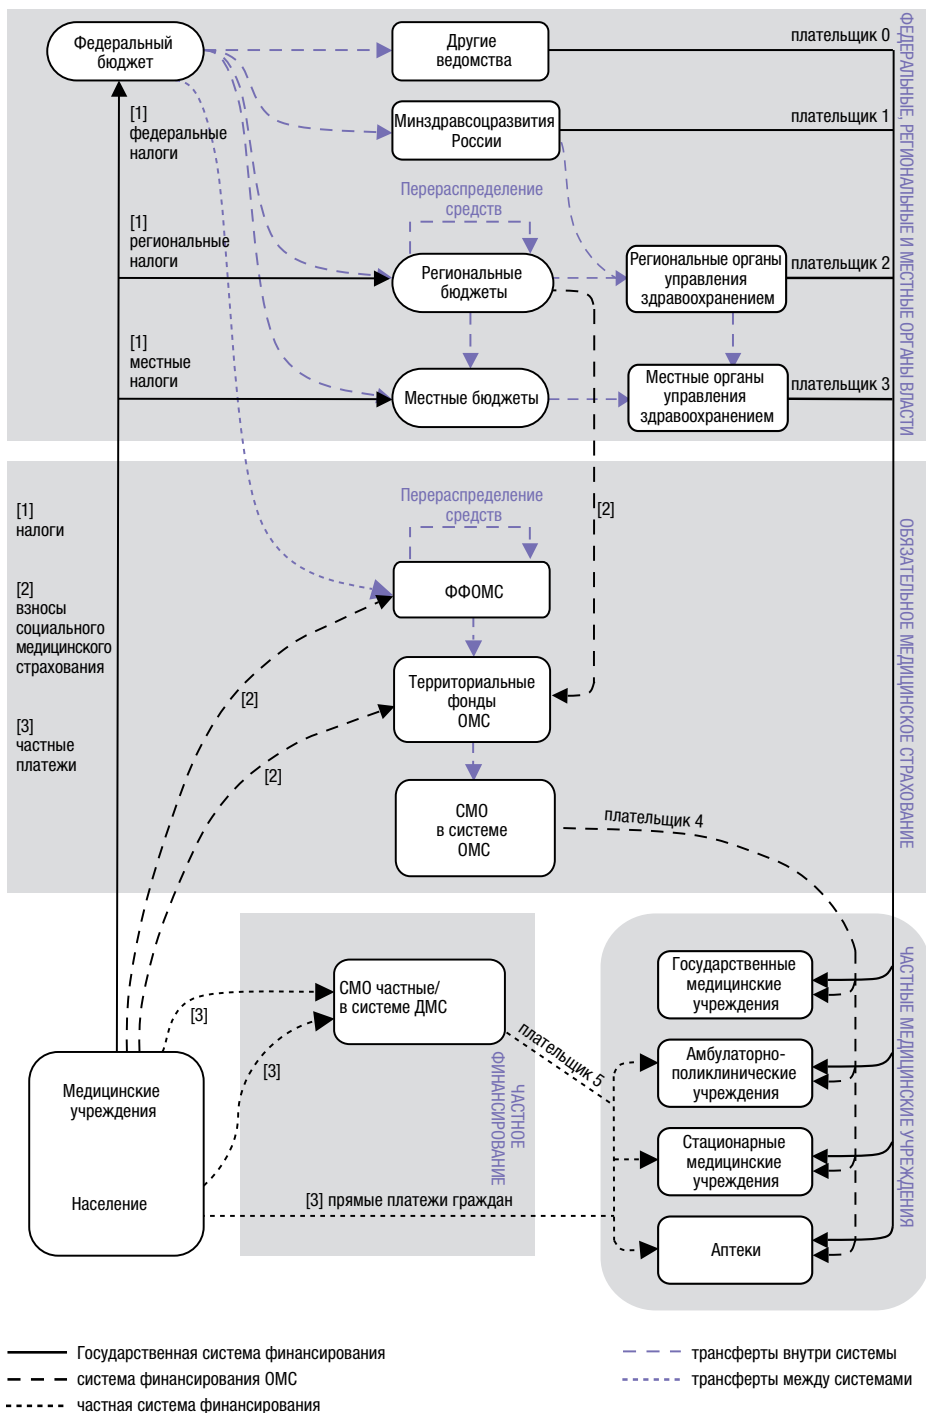 Федеральный
бюджет
Другие
ведомства
плательщик 0
Минздравсоцразвития
России
плательщик 1
[1]
федеральные
налоги
Перераспределение
средств
[1]
региональные
налоги
Региональные
бюджеты
Региональные органы
управления
здравоохранением
плательщик 2
[1]
местные
налоги
Местные бюджеты
Местные органы
управления
здравоохранением
плательщик 3
ФЕДЕРАЛЬНЫЕ, РЕГИОНАЛЬНЫЕ И МЕСТНЫЕ ОРГАНЫ ВЛАСТИ
[1]
налоги
[2]
взносы
социального
медицинского
страхования
[3]
частные
платежи
Перераспределение
средств
[2]
ФФОМС
[2]
Территориальные
фонды
ОМС
[2]
СМО
в системе
ОМС
плательщик 4
ОБЯЗАТЕЛЬНОЕ МЕДИЦИНСКОЕ СТРАХОВАНИЕ
СМО частные/
в системе ДМС
[3]
[3]
плательщик 5
ЧАСТНОЕ
ФИНАНСИРОВАНИЕ
Медицинские
учреждения
Население
[3] прямые платежи граждан
Государственные
медицинские
учреждения
Амбулаторно-
поликлинические
учреждения
Стационарные
медицинские
учреждения
Аптеки
ЧАСТНЫЕ МЕДИЦИНСКИЕ УЧРЕЖДЕНИЯ
Государственная система финансирования
система финансирования ОМС
частная система финансирования
трансферты внутри системы
трансферты между системами